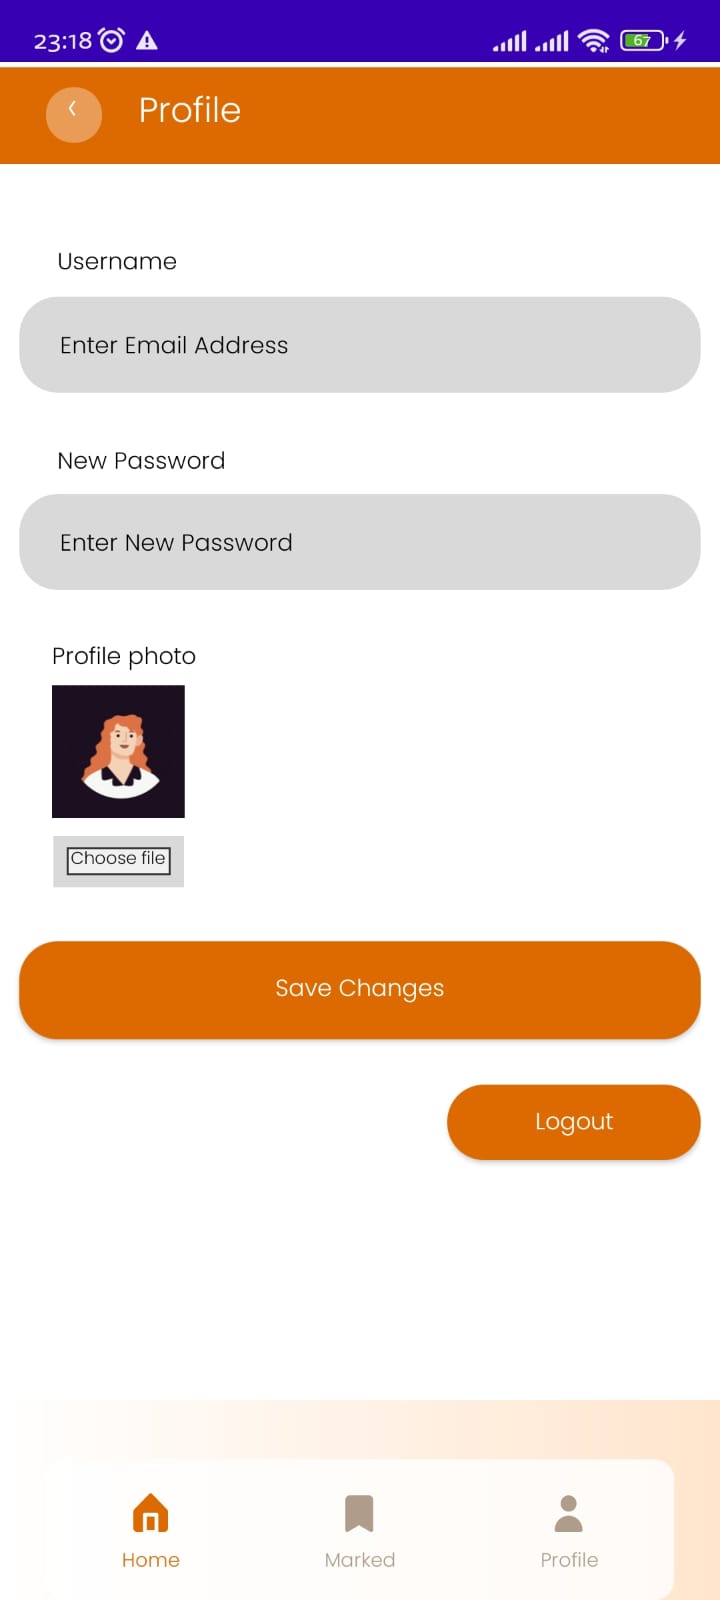 23:18
67
Profile
Username
Enter Email Address
New Password
Enter New Password
Profile photo
Choose file
Save Changes
Logout
Home Marked Profile